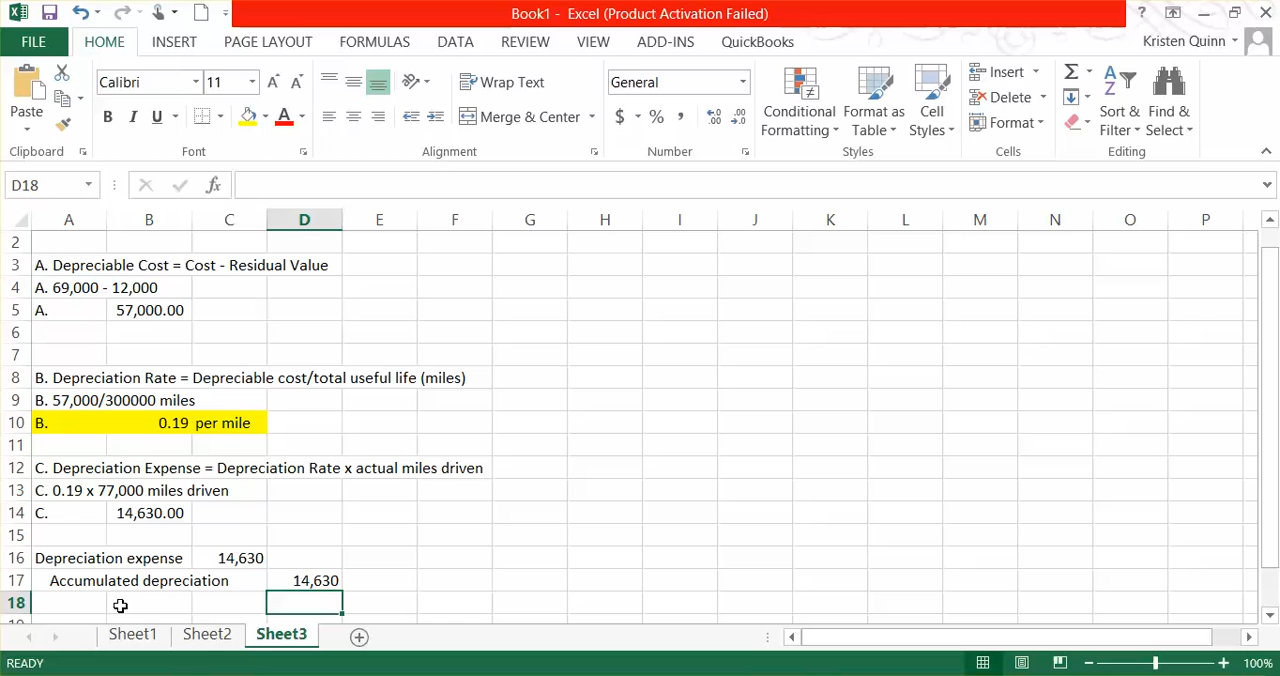 Book1 - Excel (Product Activation Failed)
FILE HOME INSERT PAGE LAYOUT FORMULAS DATA REVIEW VIEW ADD-INS QuickBooks Kristen Quinn
Paste
Clipboard
Calibri 11
B I U
Font
Wrap Text
Merge & Center
Alignment
General
$ % ,
Number
Conditional Formatting
Format as Table
Cell Styles
Styles
Insert
Delete
Format
Cells
Sort & Filter
Find & Select
Editing
D18 fx
A B C D E F G H I J K L M N O P
2
3 A. Depreciable Cost = Cost - Residual Value
4 A. 69,000 - 12,000
5 A. 57,000.00
6
7
8 B. Depreciation Rate = Depreciable cost/total useful life (miles)
9 B. 57,000/300000 miles
10 B. 0.19 per mile
11
12 C. Depreciation Expense = Depreciation Rate x actual miles driven
13 C. 0.19 x 77,000 miles driven
14 C. 14,630.00
15
16 Depreciation expense 14,630
17 Accumulated depreciation 14,630
18
Sheet1 Sheet2 Sheet3
READY 100%